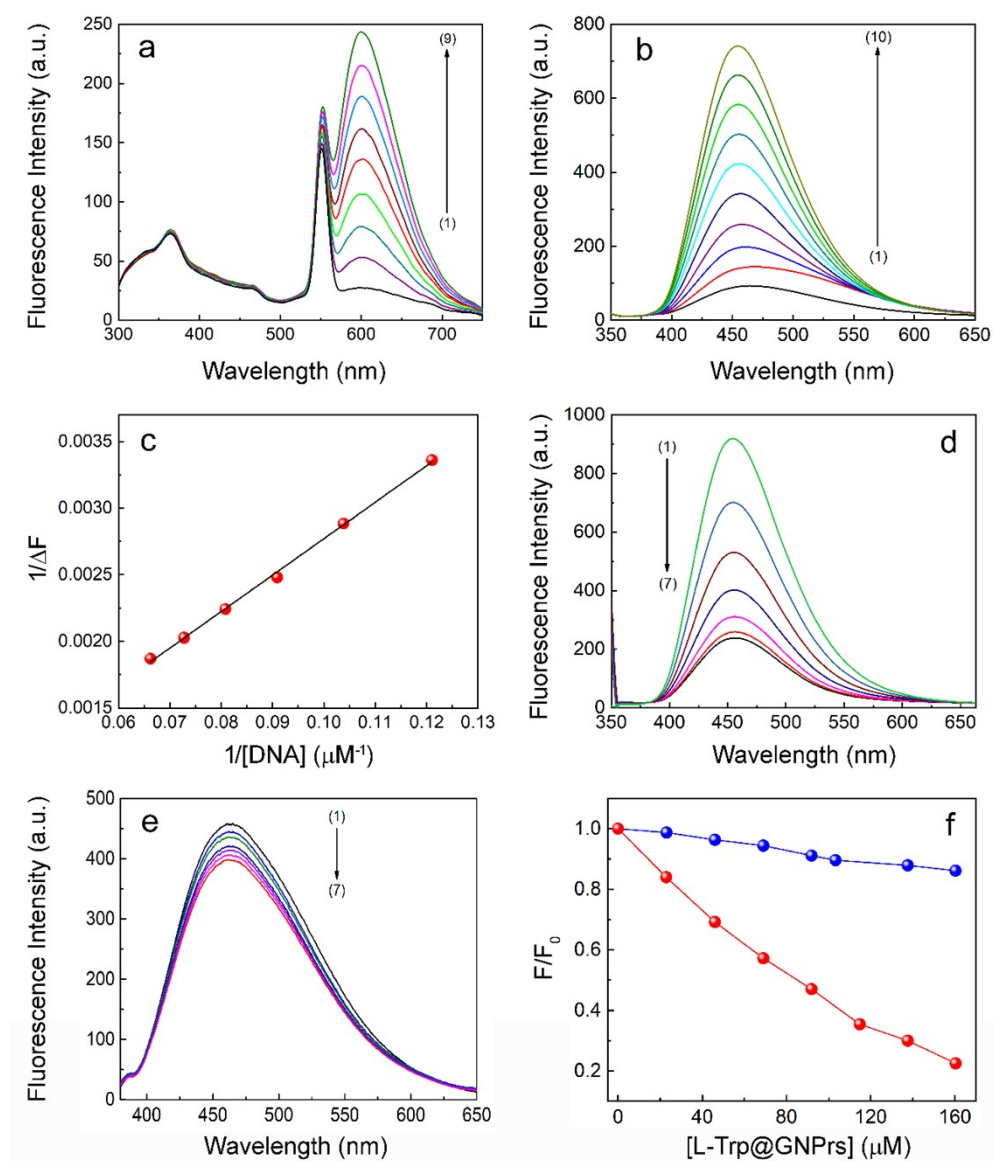 a
(9)
(1)
250
200
150
100
50
0
300 400 500 600 700
Fluorescence Intensity (a.u.)
Wavelength (nm)
b
(10)
(1)
800
600
400
200
0
350 400 450 500 550 600 650
Fluorescence Intensity (a.u.)
Wavelength (nm)
c
0.0035
0.0030
0.0025
0.0020
0.0015
0.06 0.07 0.08 0.09 0.10 0.11 0.12 0.13
1/ΔF
1/[DNA] (μM⁻¹)
d
(1)
(7)
1000
800
600
400
200
0
350 400 450 500 550 600 650
Fluorescence Intensity (a.u.)
Wavelength (nm)
e
(1)
(7)
500
400
300
200
100
0
400 450 500 550 600 650
Fluorescence Intensity (a.u.)
Wavelength (nm)
f
1.0
0.8
0.6
0.4
0.2
0 40 80 120 160
F/F₀
[L-Trp@GNPrs] (μM)